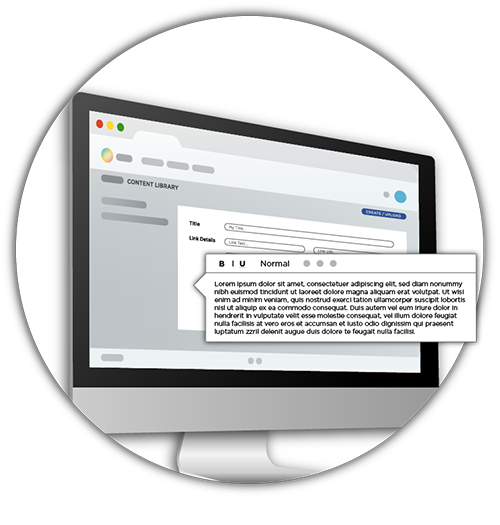 CONTENT LIBRARY
CREATE / UPLOAD
Title
My Title...
Link Details
Link Text...
Link URL
B I U Normal
Lorem ipsum dolor sit amet, consectetuer adipiscing elit, sed diam nonummy
nibh euismod tincidunt ut laoreet dolore magna aliquam erat volutpat. Ut wisi
enim ad minim veniam, quis nostrud exerci tation ullamcorper suscipit lobortis
nisl ut aliquip ex ea commodo consequat. Duis autem vel eum iriure dolor in
hendrerit in vulputate velit esse molestie consequat, vel illum dolore feugiat
nulla facilisis at vero eros et accumsan et iusto odio dignissim qui praesent
luptatum zzril delenit augue duis dolore te feugait nulla facilisi.